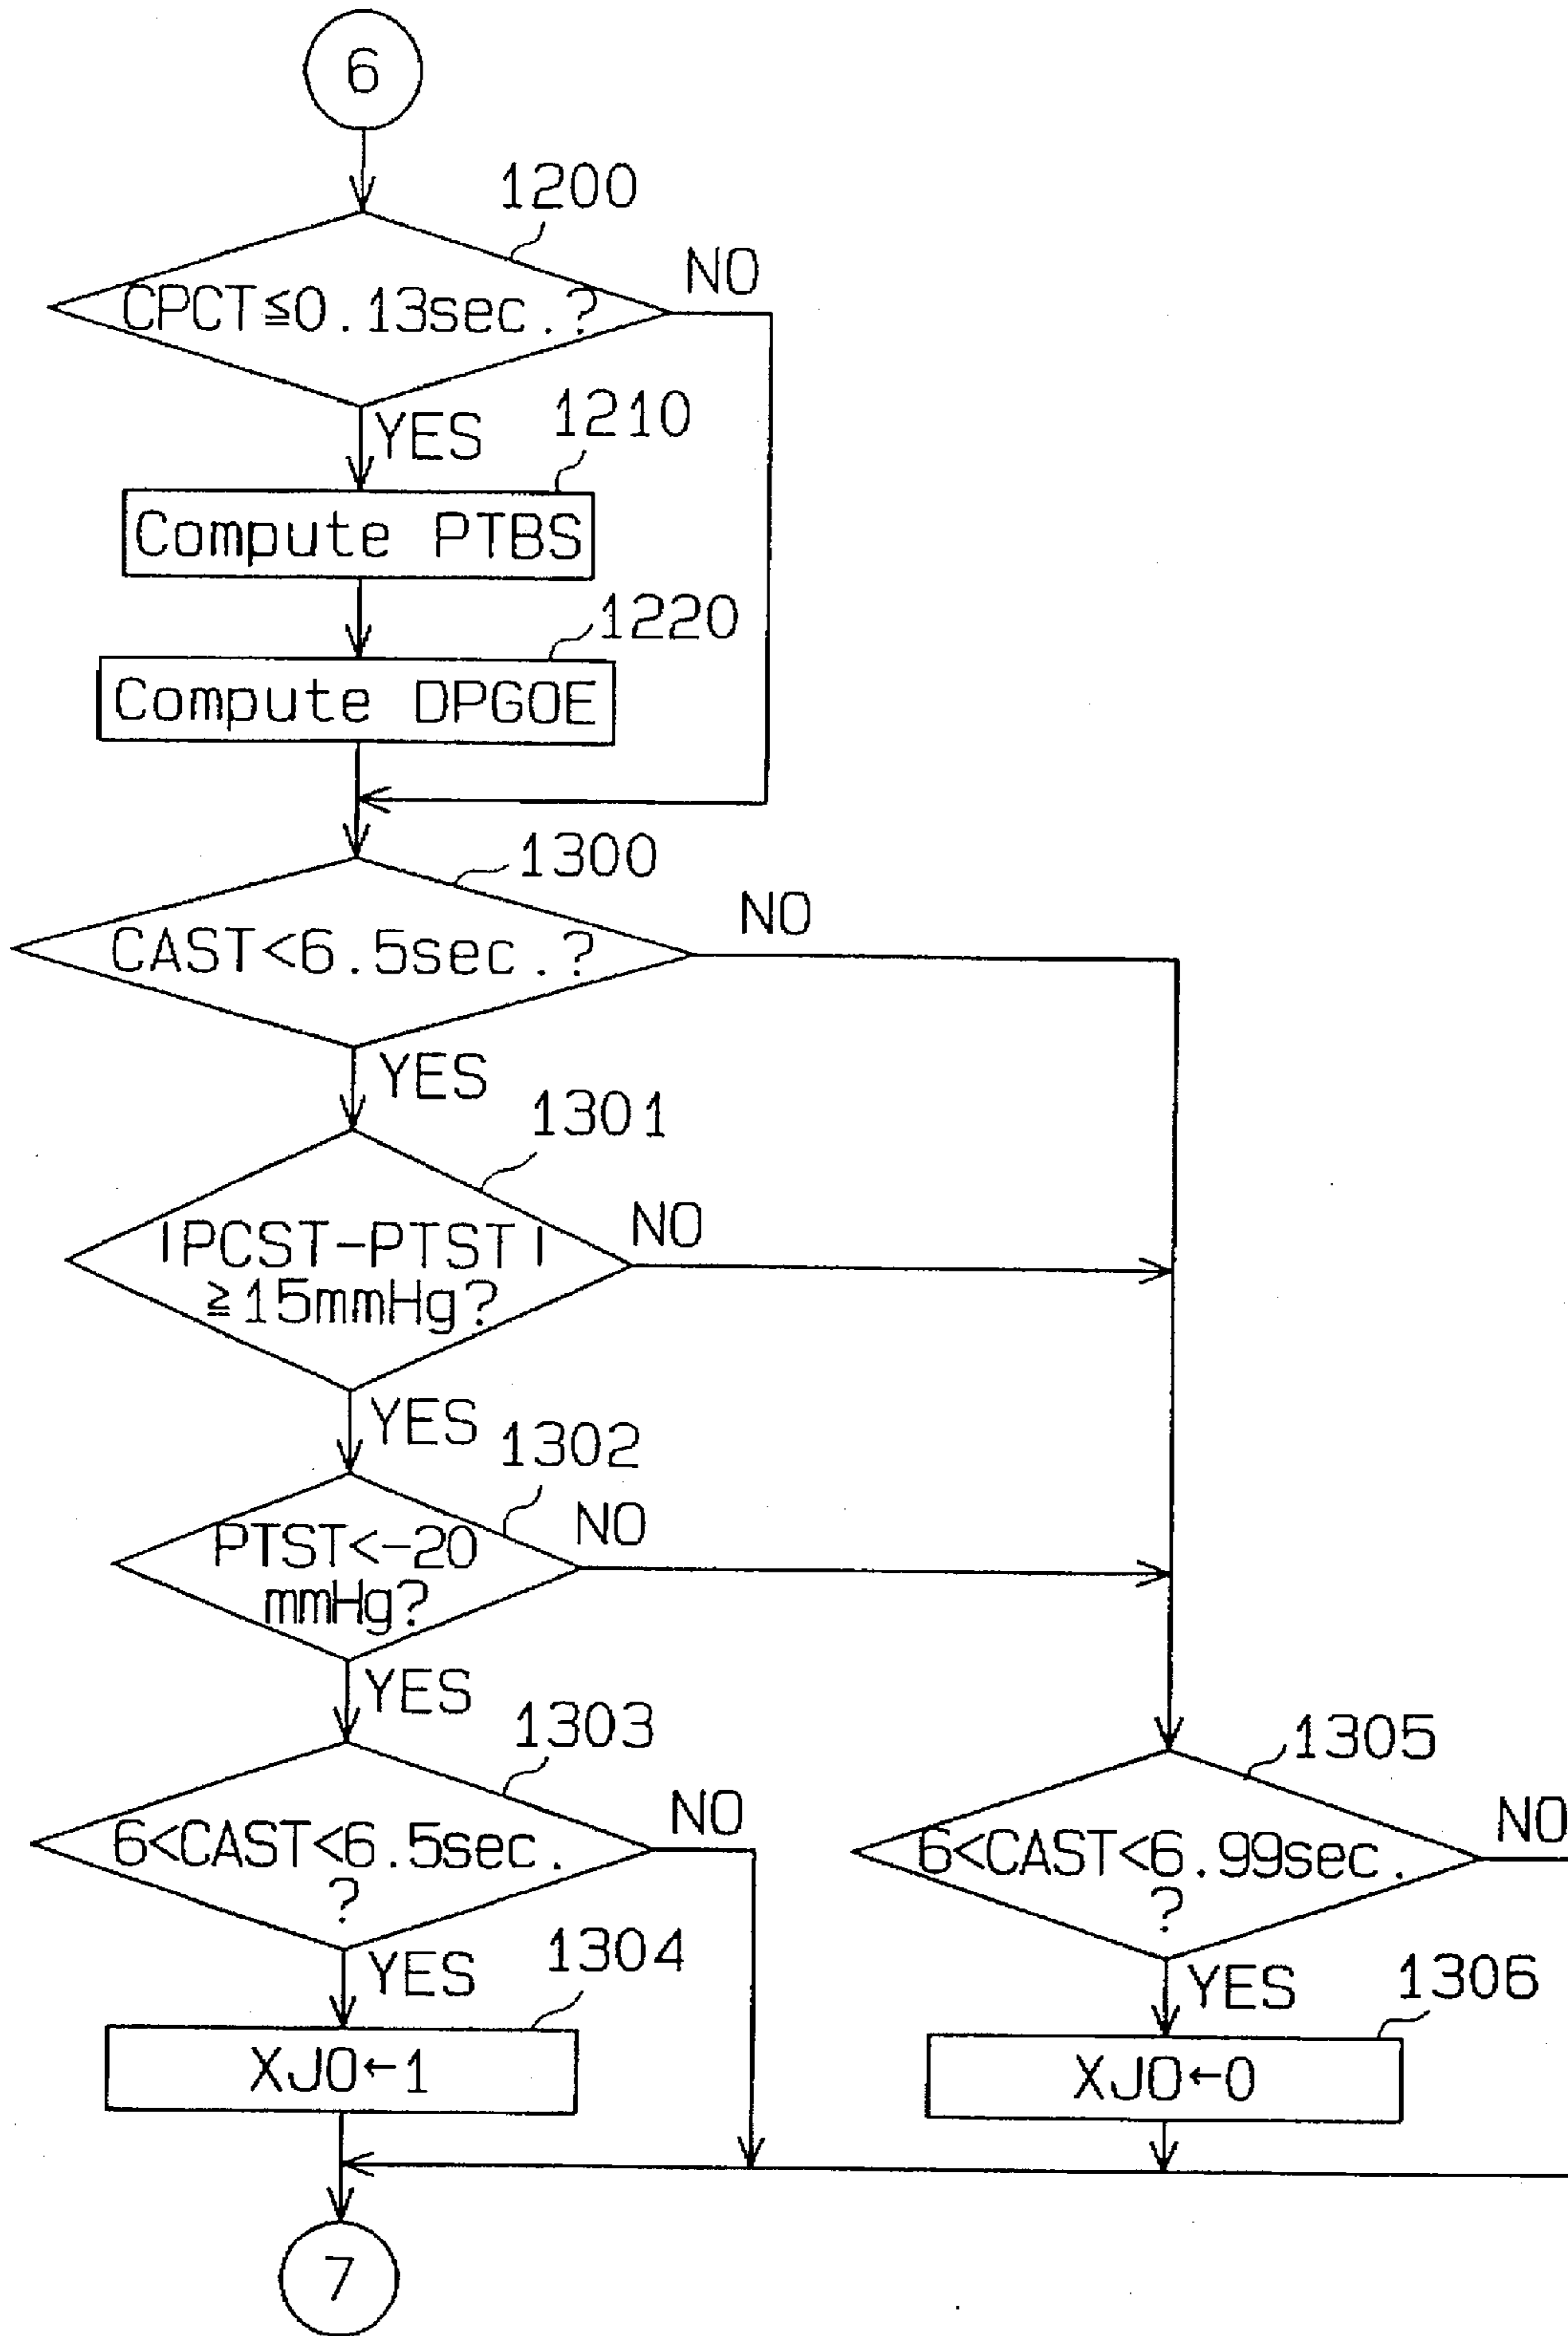 6
1200
CPCT≦0.13sec.?
NO
YES
1210
Compute PTBS
1220
Compute DPGOE
1300
CAST<6.5sec.?
NO
YES
1301
|PCST-PTST|
≧15mmHg?
NO
YES
1302
PTST<-20
mmHg?
NO
YES
1303
6<CAST<6.5sec.
?
NO
YES
1304
XJ0←1
1305
6<CAST<6.99sec.
?
NO
YES
1306
XJ0←0
7